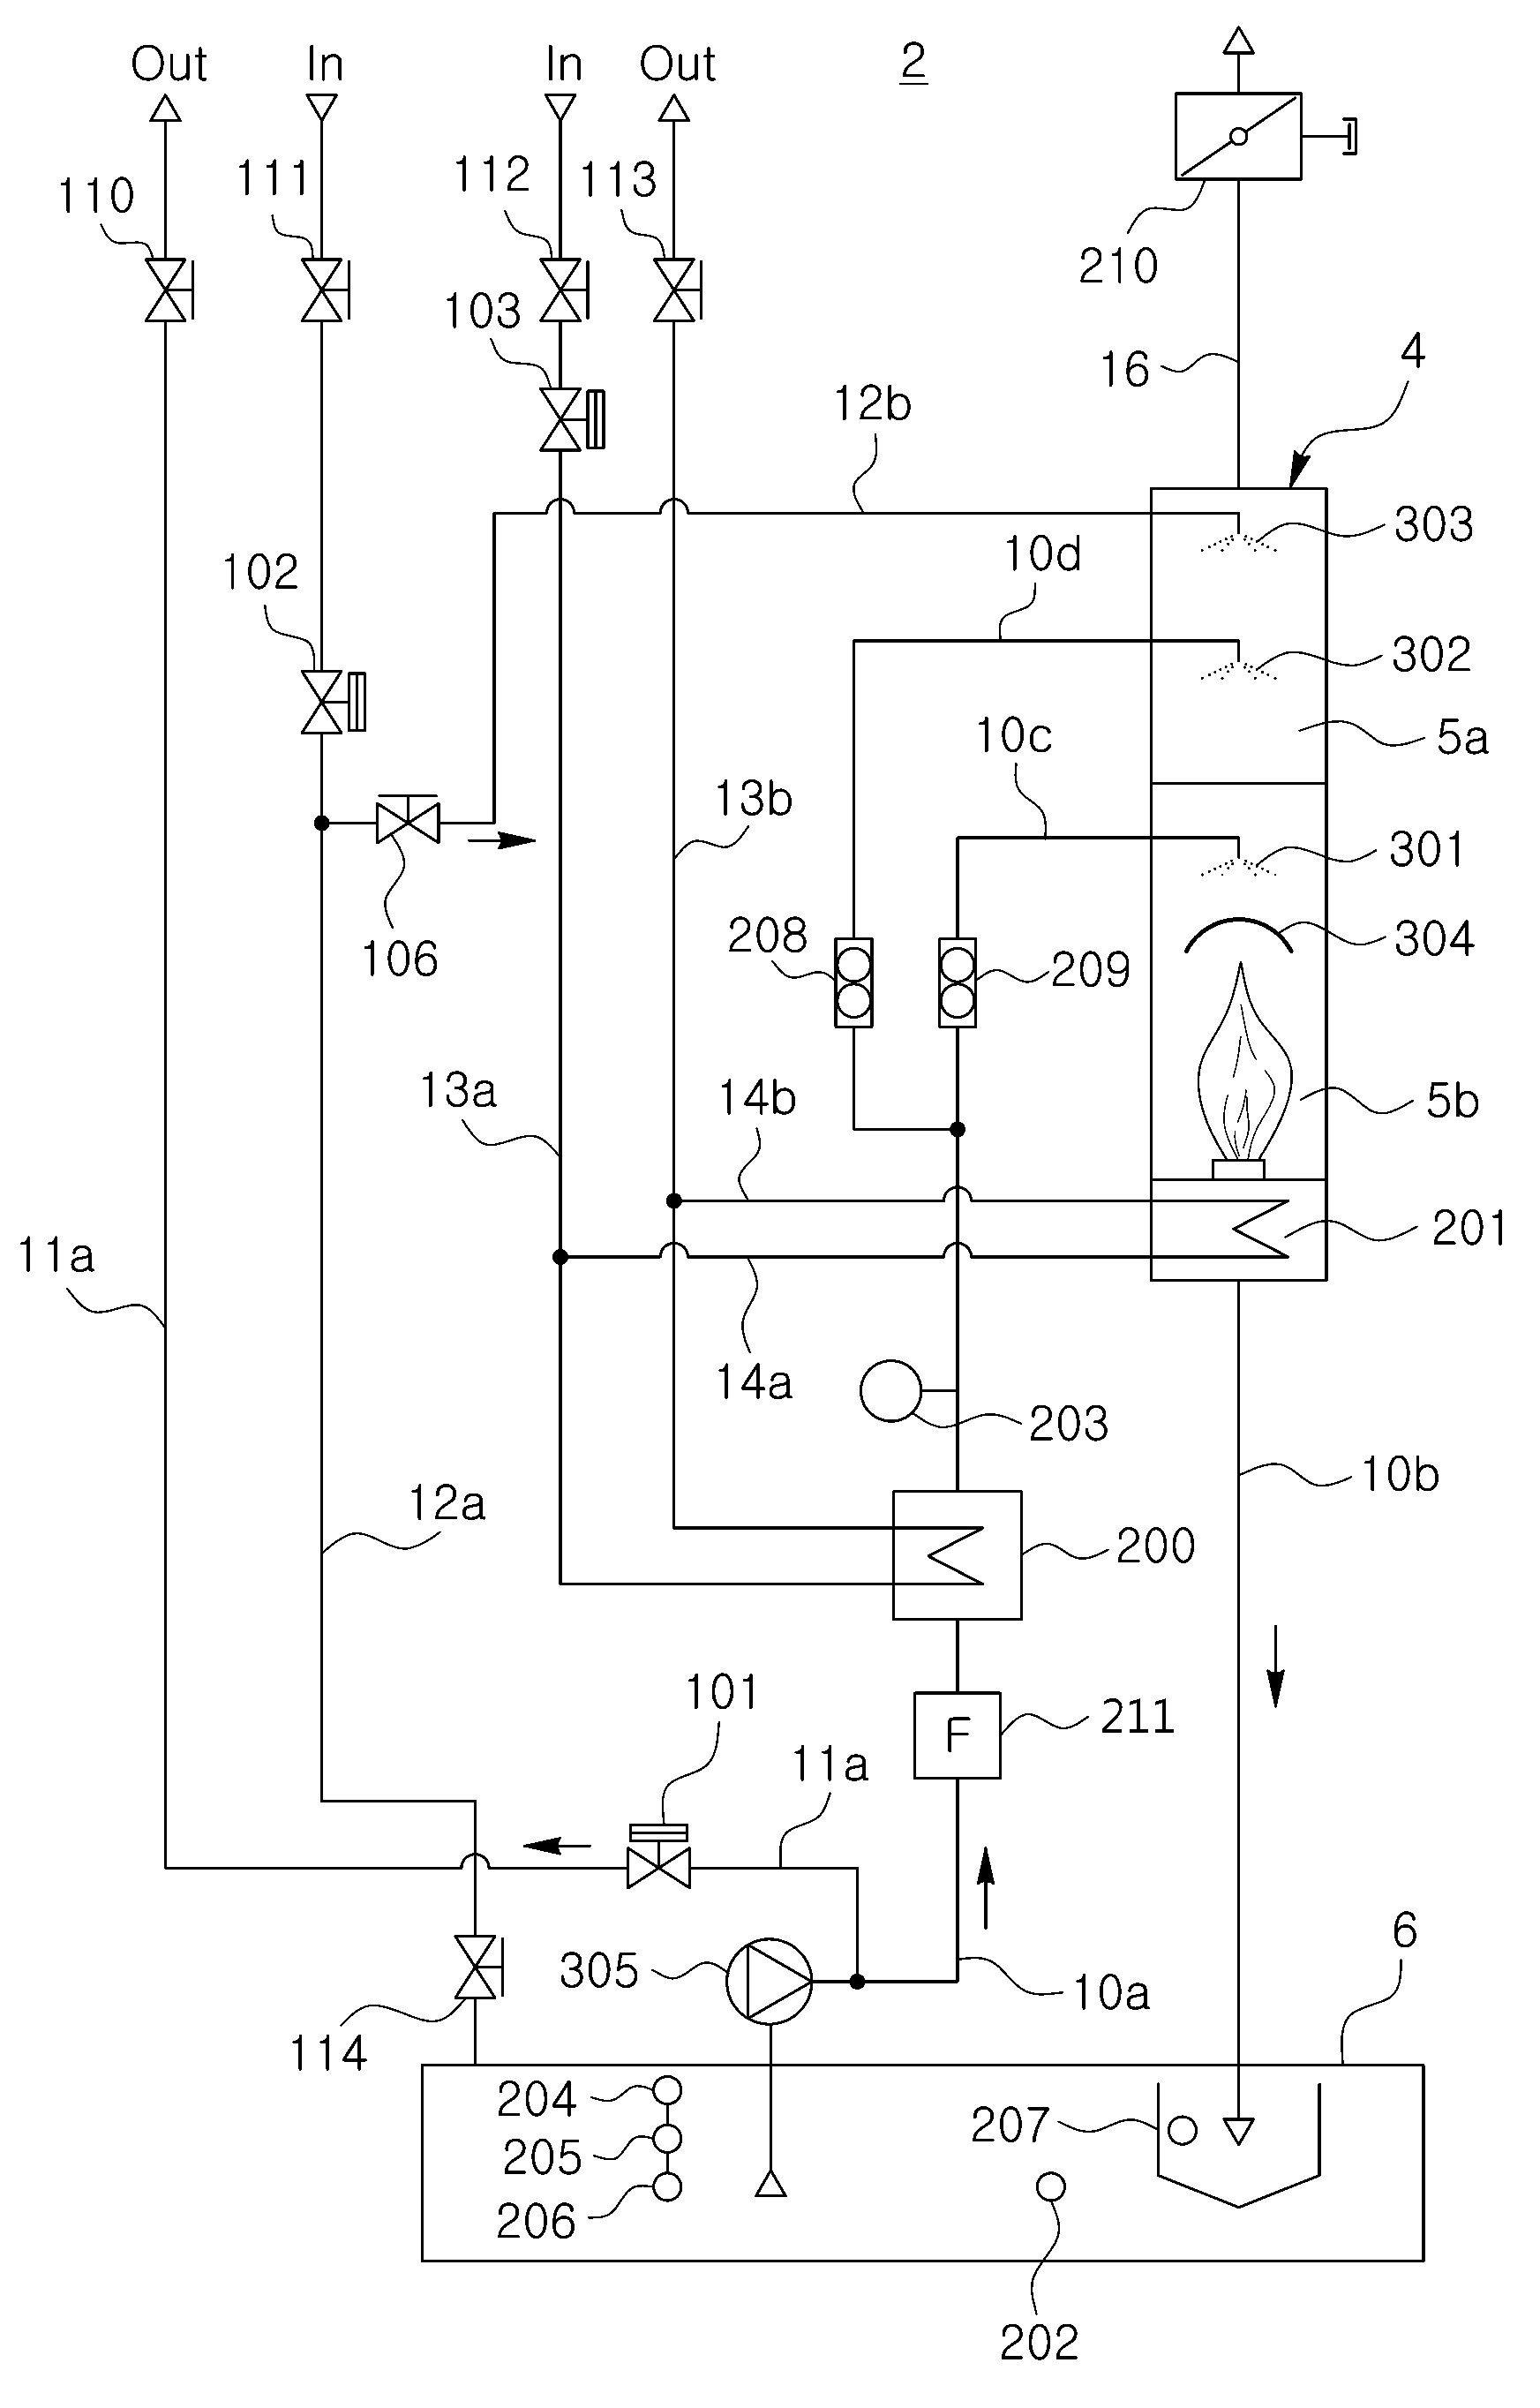 Out In In Out 2
110 111 112 113
210
103
16 4
12b
303
10d
102
302
10c 5a
13b
301
106 208 209 304
13a 14b 5b
11a 201
14a 203
10b
12a
200
101
F 211
11a
305 10a 6
114
204
205
206
207
202